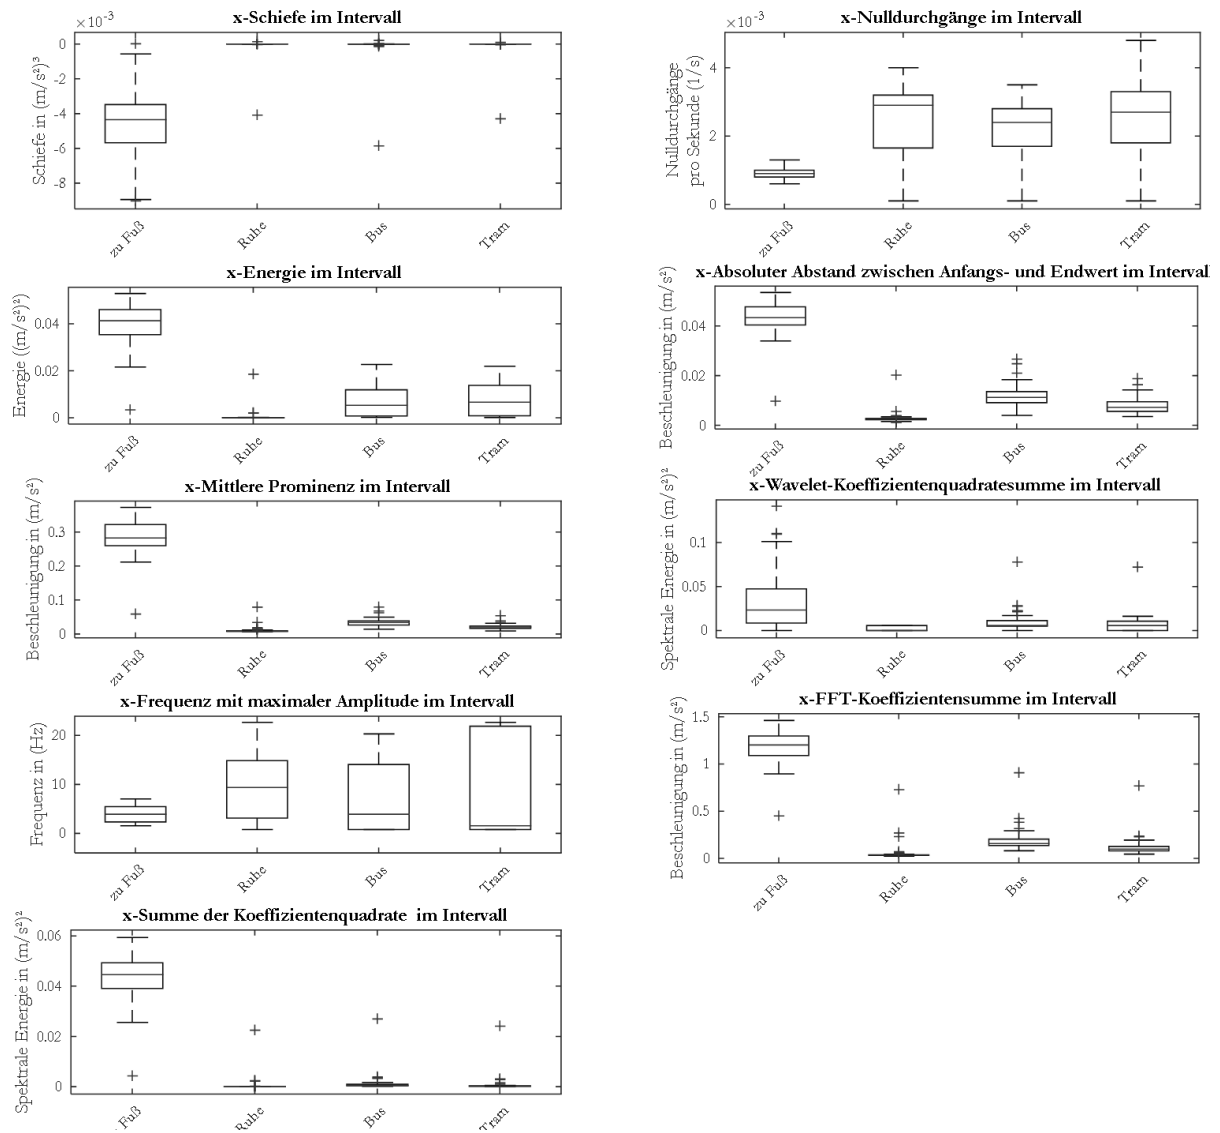 x-Schiefe im Intervall
×10⁻³
0
-2
-4
-6
-8
Schiefe in (m/s²)³
zu Fuß
Ruhe
Bus
Tram
x-Nulldurchgänge im Intervall
×10⁻³
4
2
0
Nulldurchgänge
pro Sekunde (1/s)
zu Fuß
Ruhe
Bus
Tram
x-Energie im Intervall
0.04
0.02
0
Energie ((m/s²)²)
zu Fuß
Ruhe
Bus
Tram
x-Absoluter Abstand zwischen Anfangs- und Endwert im Interval
0.04
0.02
0
Beschleunigung in (m/s²)
zu Fuß
Ruhe
Bus
Tram
x-Mittlere Prominenz im Intervall
0.3
0.2
0.1
0
Beschleunigung in (m/s²)
zu Fuß
Ruhe
Bus
Tram
x-Wavelet-Koeffizientenquadratesumme im Intervall
0.1
0.05
0
Spektrale Energie in (m/s²)²
zu Fuß
Ruhe
Bus
Tram
x-Frequenz mit maximaler Amplitude im Intervall
20
10
0
Frequenz in (Hz)
zu Fuß
Ruhe
Bus
Tram
x-FFT-Koeffizientensumme im Intervall
1.5
1
0.5
0
Beschleunigung in (m/s²)
zu Fuß
Ruhe
Bus
Tram
x-Summe der Koeffizientenquadrate im Intervall
0.06
0.04
0.02
0
Spektrale Energie in (m/s²)²
Fuß
Ruhe
Bus
Tram